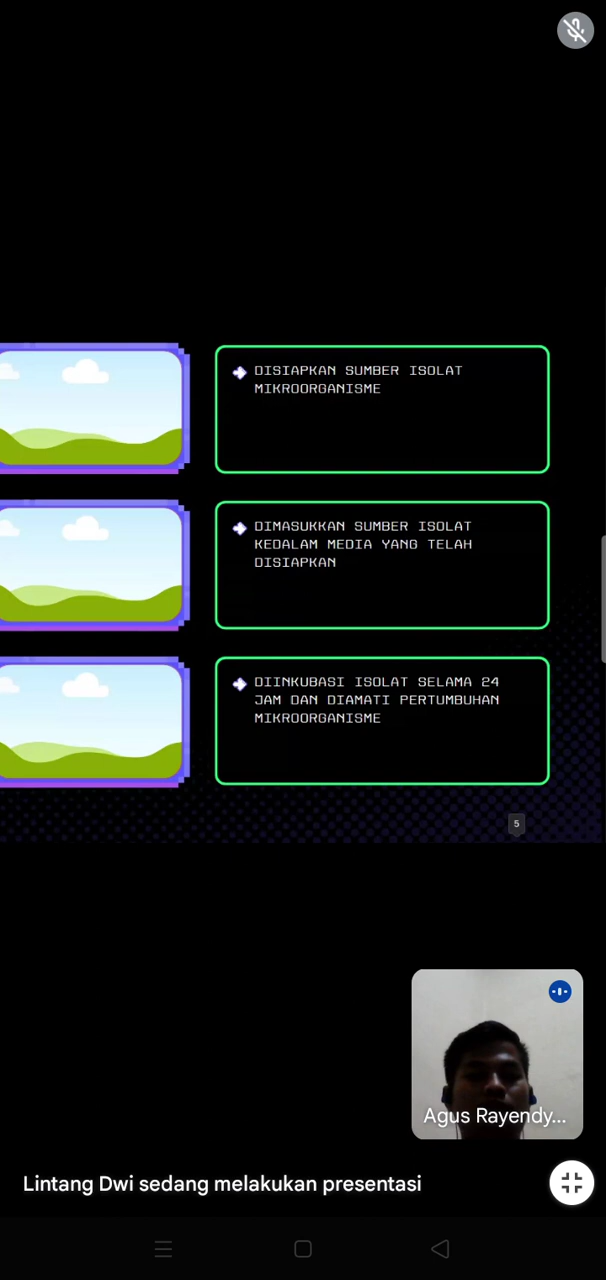 DISIAPKAN SUMBER ISOLAT
MIKROORGANISME
DIMASUKKAN SUMBER ISOLAT
KEDALAM MEDIA YANG TELAH
DISIAPKAN
DIINKUBASI ISOLAT SELAMA 24
JAM DAN DIAMATI PERTUMBUHAN
MIKROORGANISME
5
Agus Rayendy...
Lintang Dwi sedang melakukan presentasi